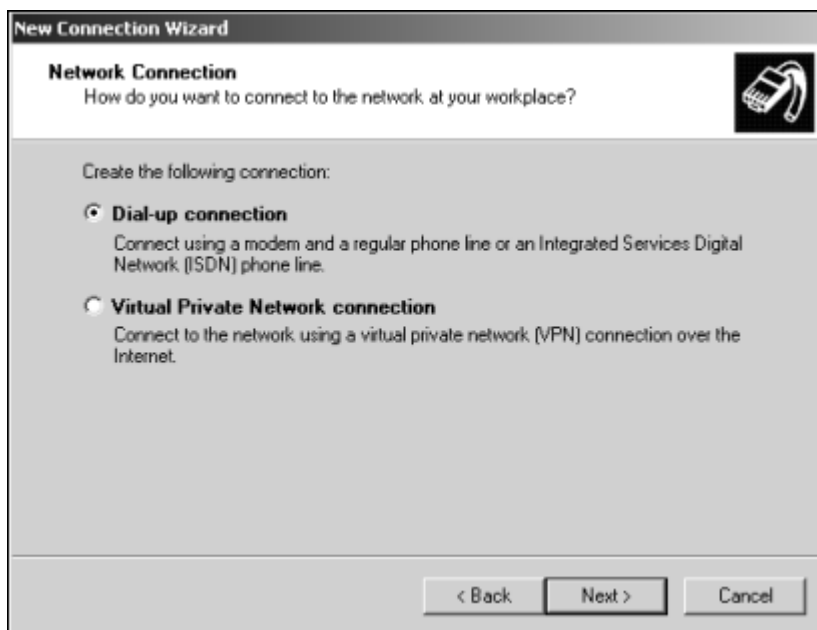 New Connection Wizard
Network Connection
How do you want to connect to the network at your workplace?
Create the following connection:
Dial-up connection
Connect using a modem and a regular phone line or an Integrated Services Digital
Network (ISDN) phone line.
Virtual Private Network connection
Connect to the network using a virtual private network (VPN) connection over the
Internet.
< Back Next > Cancel